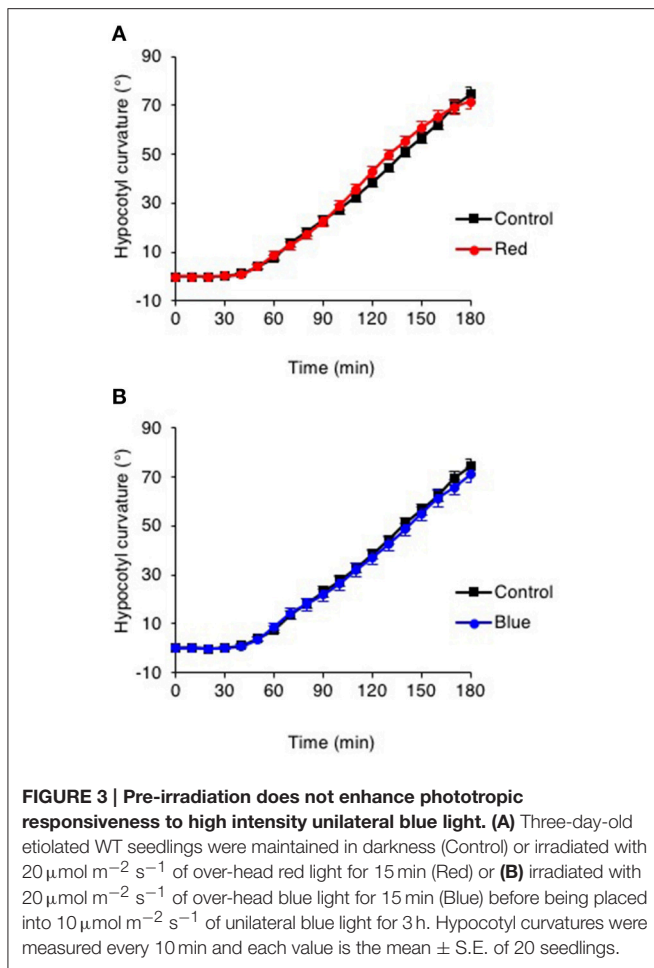 A
90
70
50
30
10
-10
Hypocotyl curvature (°)
Control
Red
0 30 60 90 120 150 180
Time (min)
B
90
70
50
30
10
-10
Hypocotyl curvature (°)
Control
Blue
0 30 60 90 120 150 180
Time (min)
FIGURE 3 | Pre-irradiation does not enhance phototropic
responsiveness to high intensity unilateral blue light. (A) Three-day-old
etiolated WT seedlings were maintained in darkness (Control) or irradiated with
20 μmol m−2 s−1 of over-head red light for 15 min (Red) or (B) irradiated with
20 μmol m−2 s−1 of over-head blue light for 15 min (Blue) before being placed
into 10 μmol m−2 s−1 of unilateral blue light for 3 h. Hypocotyl curvatures were
measured every 10 min and each value is the mean ± S.E. of 20 seedlings.